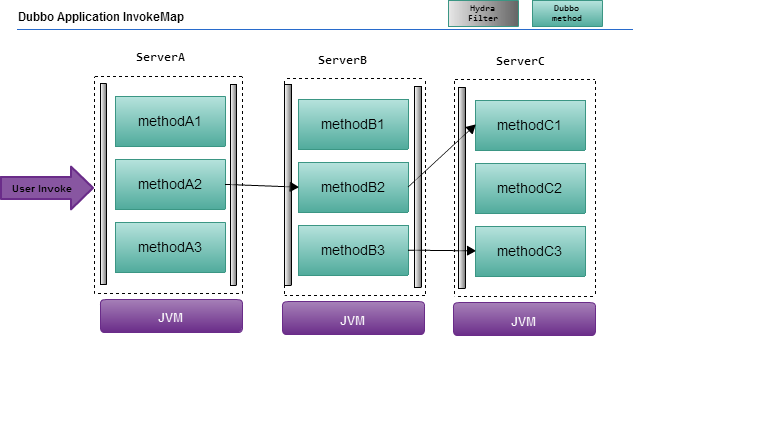 Dubbo Application InvokeMap
Hydra
Filter
Dubbo
method
ServerA
ServerB
ServerC
methodA1
methodB1
methodC1
User Invoke
methodA2
methodB2
methodC2
methodA3
methodB3
methodC3
JVM
JVM
JVM